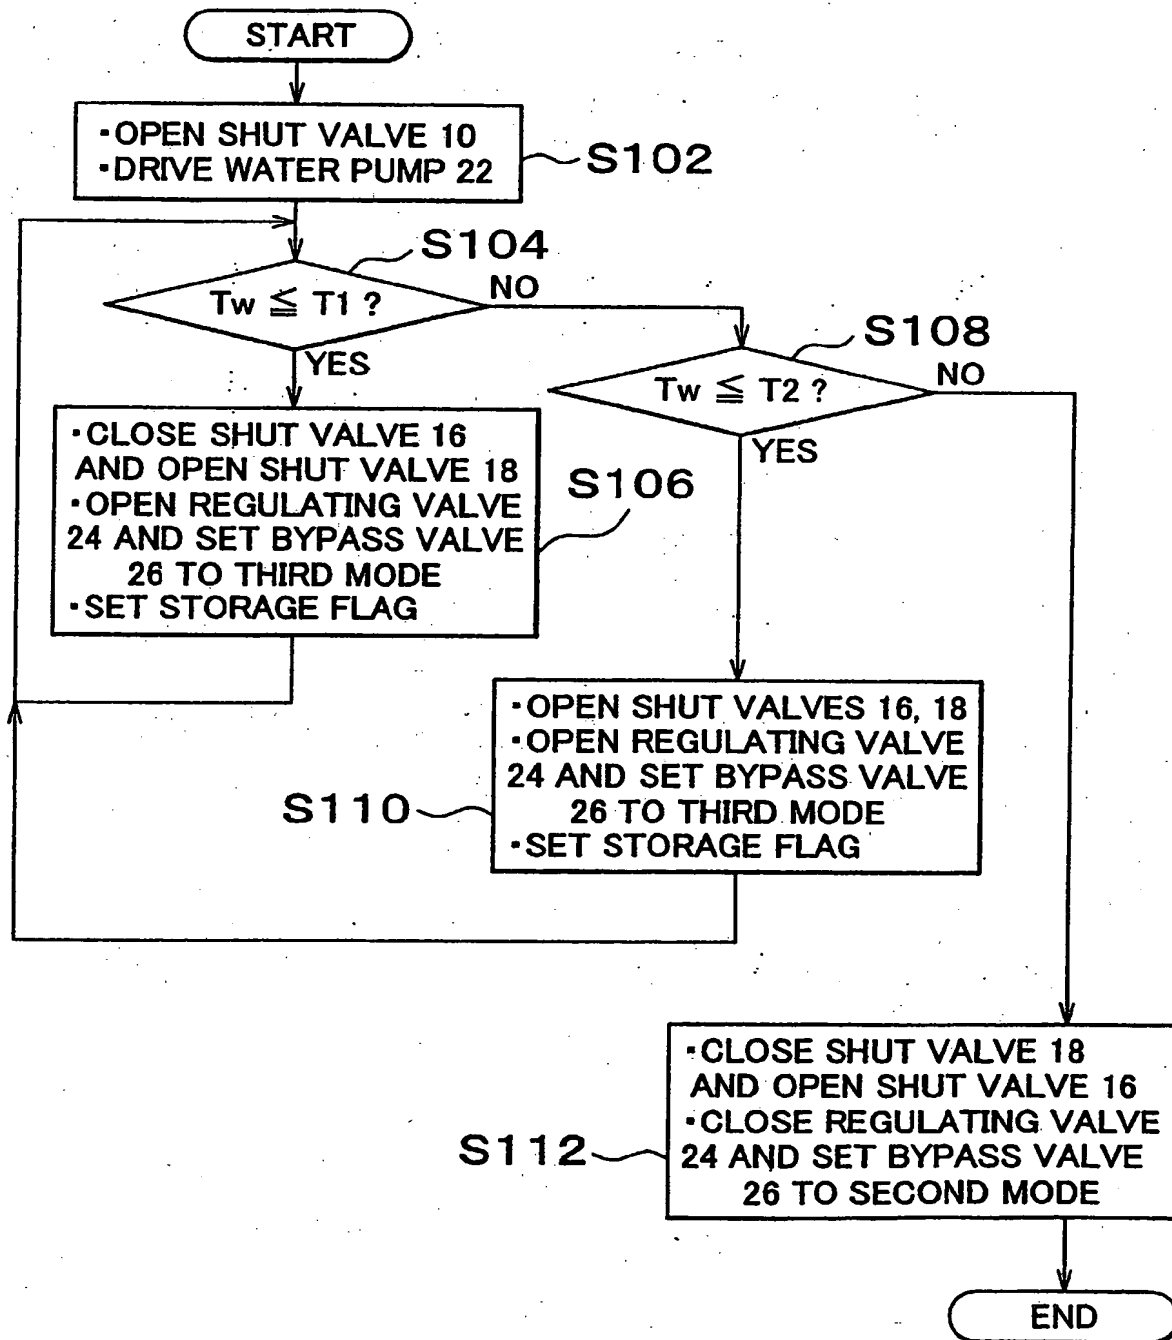 START
·OPEN SHUT VALVE 10
·DRIVE WATER PUMP 22
S102
S104
Tw ≦ T1 ?
NO
YES
S108
Tw ≦ T2 ?
NO
YES
·CLOSE SHUT VALVE 16
AND OPEN SHUT VALVE 18
·OPEN REGULATING VALVE
24 AND SET BYPASS VALVE
26 TO THIRD MODE
·SET STORAGE FLAG
S106
·OPEN SHUT VALVES 16, 18
·OPEN REGULATING VALVE
24 AND SET BYPASS VALVE
26 TO THIRD MODE
·SET STORAGE FLAG
S110
·CLOSE SHUT VALVE 18
AND OPEN SHUT VALVE 16
·CLOSE REGULATING VALVE
24 AND SET BYPASS VALVE
26 TO SECOND MODE
S112
END